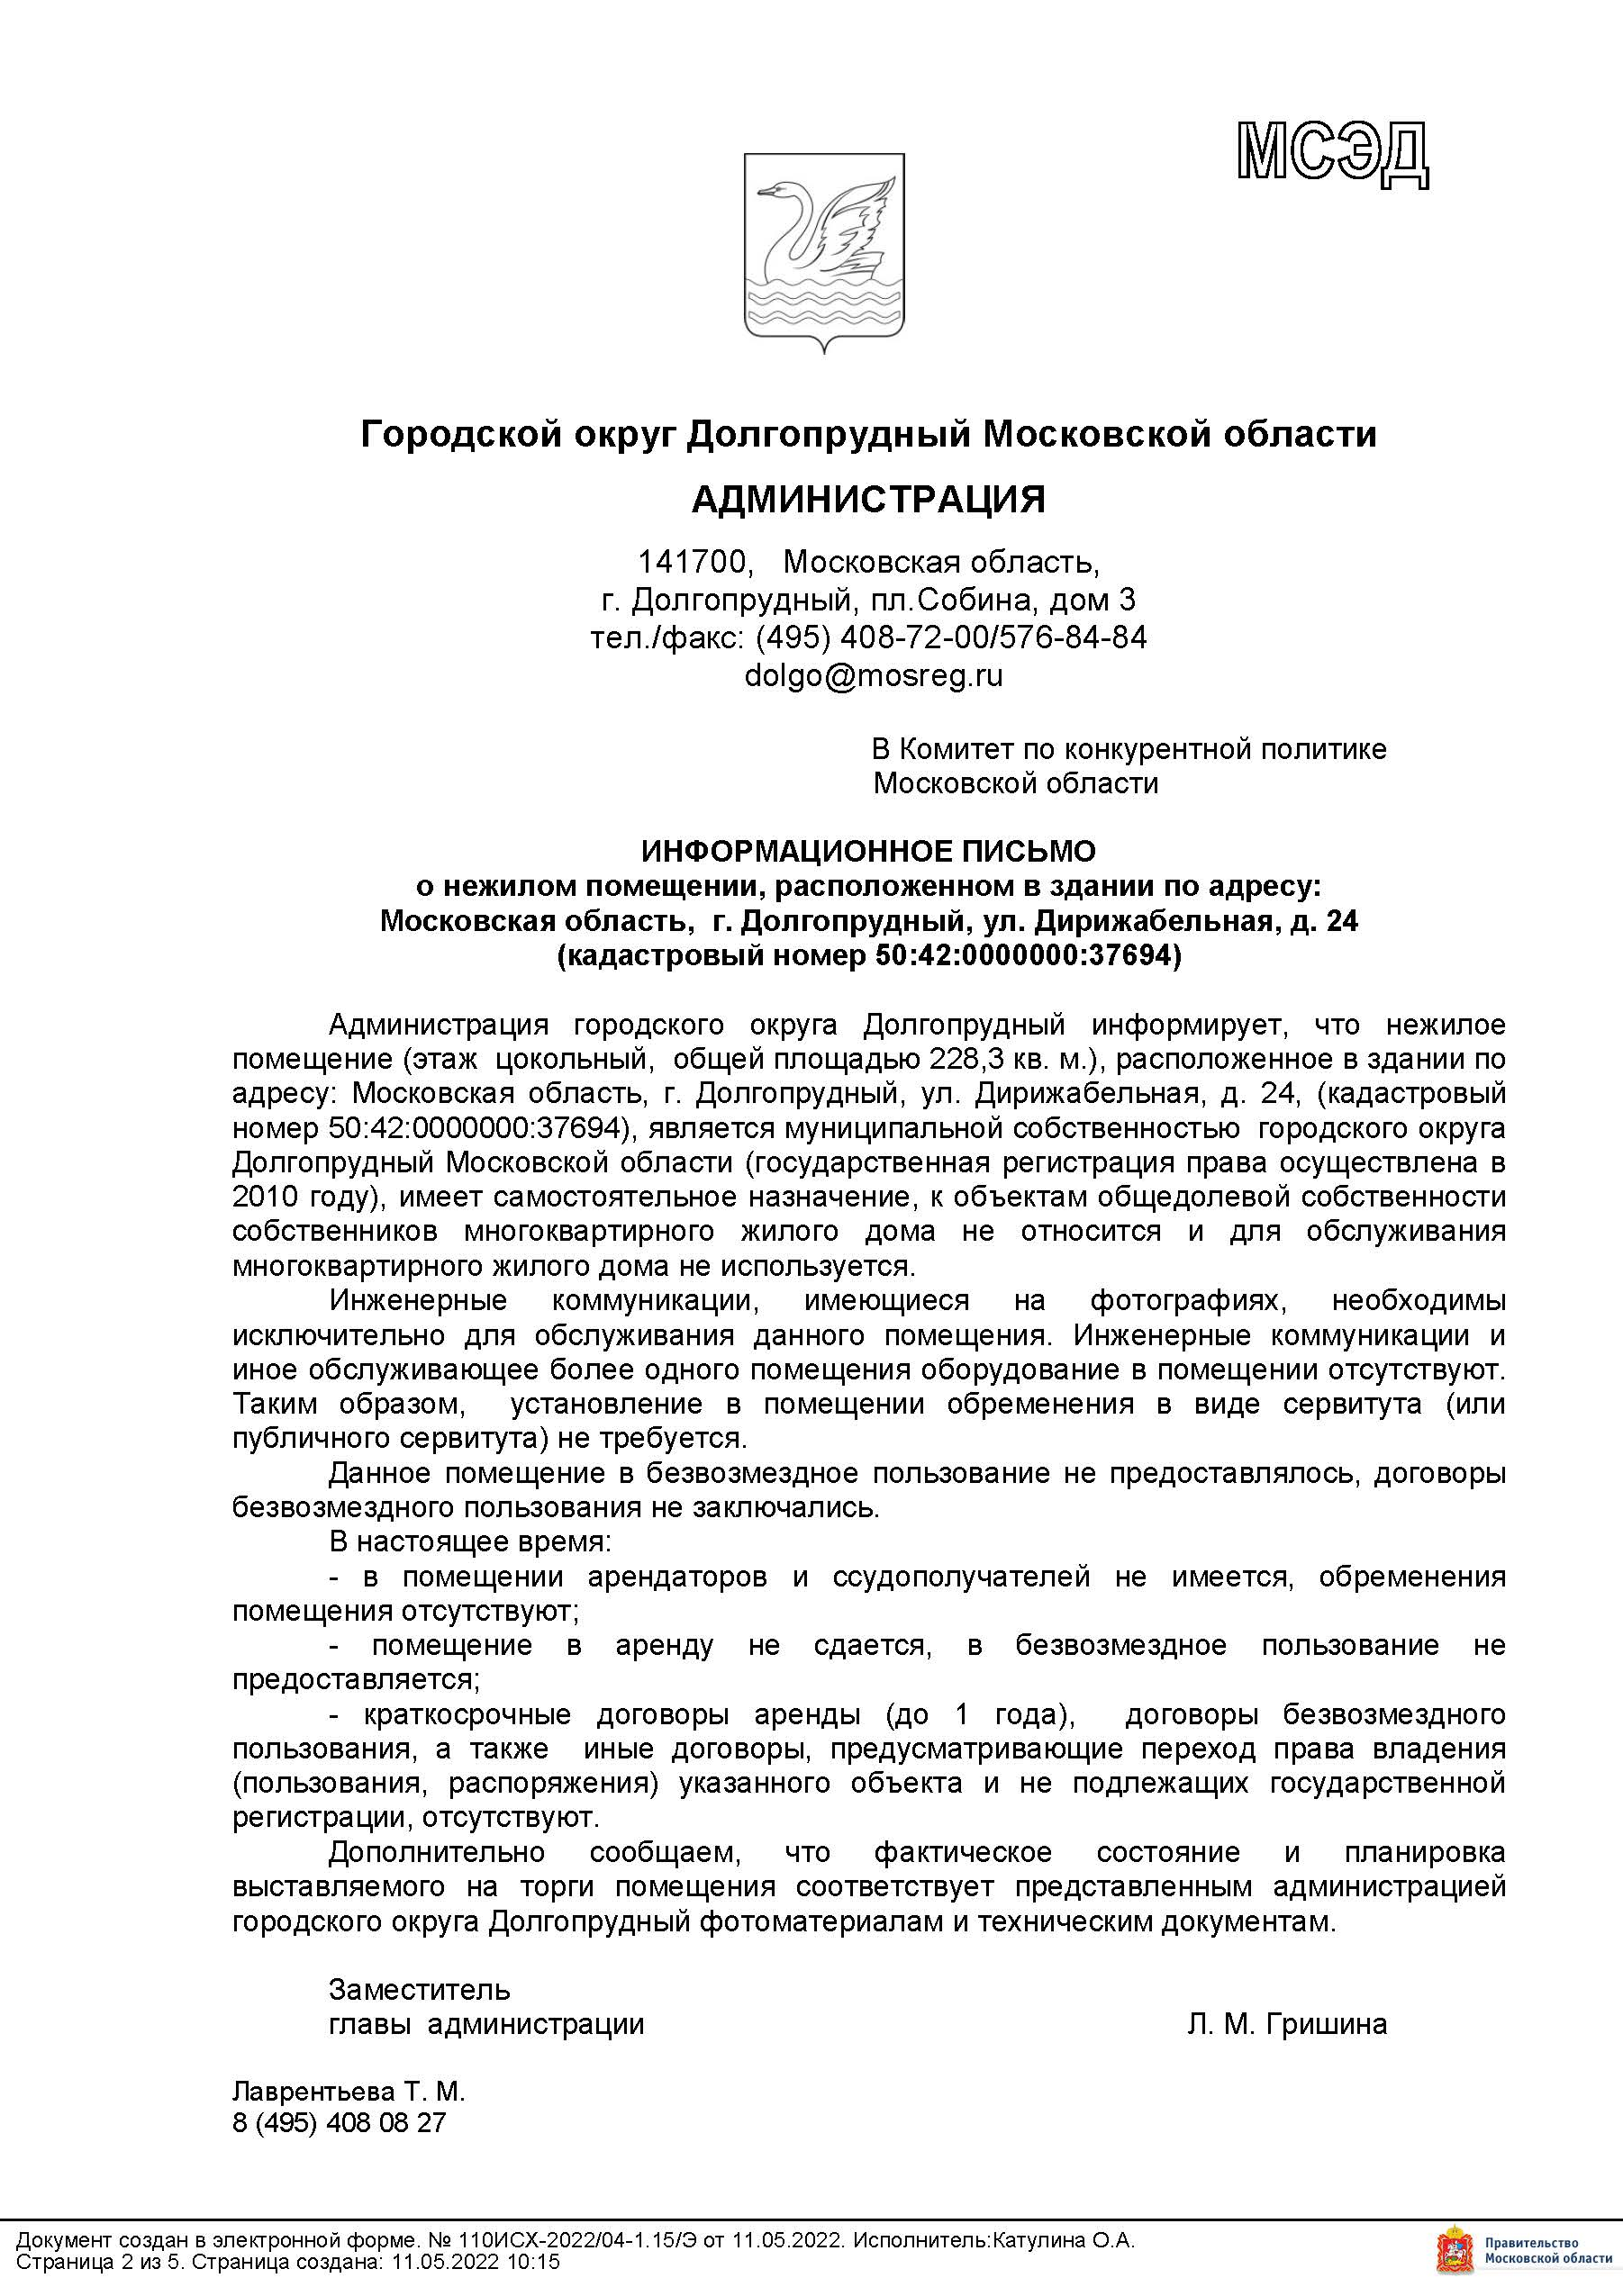 МСЭД
Городской округ Долгопрудный Московской области
АДМИНИСТРАЦИЯ
141700, Московская область,
г. Долгопрудный, пл.Собина, дом 3
тел./факс: (495) 408-72-00/576-84-84
dolgo@mosreg.ru
В Комитет по конкурентной политике
Московской области
ИНФОРМАЦИОННОЕ ПИСЬМО
о нежилом помещении, расположенном в здании по адресу:
Московская область, г. Долгопрудный, ул. Дирижабельная, д. 24
(кадастровый номер 50:42:0000000:37694)
Администрация городского округа Долгопрудный информирует, что нежилое
помещение (этаж цокольный, общей площадью 228,3 кв. м.), расположенное в здании по
адресу: Московская область, г. Долгопрудный, ул. Дирижабельная, д. 24, (кадастровый
номер 50:42:0000000:37694), является муниципальной собственностью городского округа
Долгопрудный Московской области (государственная регистрация права осуществлена в
2010 году), имеет самостоятельное назначение, к объектам общедолевой собственности
собственников многоквартирного жилого дома не относится и для обслуживания
многоквартирного жилого дома не используется.
Инженерные коммуникации, имеющиеся на фотографиях, необходимы
исключительно для обслуживания данного помещения. Инженерные коммуникации и
иное обслуживающее более одного помещения оборудование в помещении отсутствуют.
Таким образом, установление в помещении обременения в виде сервитута (или
публичного сервитута) не требуется.
Данное помещение в безвозмездное пользование не предоставлялось, договоры
безвозмездного пользования не заключались.
В настоящее время:
- в помещении арендаторов и ссудополучателей не имеется, обременения
помещения отсутствуют;
- помещение в аренду не сдается, в безвозмездное пользование не
предоставляется;
- краткосрочные договоры аренды (до 1 года), договоры безвозмездного
пользования, а также иные договоры, предусматривающие переход права владения
(пользования, распоряжения) указанного объекта и не подлежащих государственной
регистрации, отсутствуют.
Дополнительно сообщаем, что фактическое состояние и планировка
выставляемого на торги помещения соответствует представленным администрацией
городского округа Долгопрудный фотоматериалам и техническим документам.
Заместитель
главы администрации Л. М. Гришина
Лаврентьева Т. М.
8 (495) 408 08 27
Документ создан в электронной форме. № 110ИСХ-2022/04-1.15/Э от 11.05.2022. Исполнитель:Катулина О.А.
Страница 2 из 5. Страница создана: 11.05.2022 10:15
Правительство
Московской области